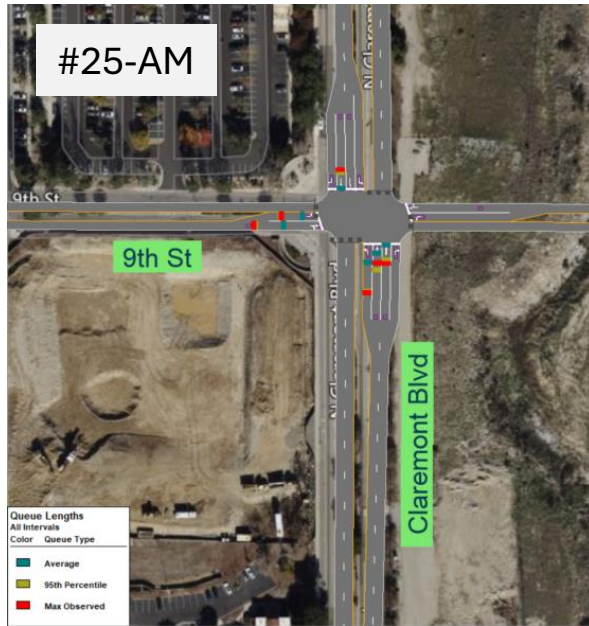 #25-AM
N Clarem
9th St
9th St
N Claremont Blvd
Claremont Blvd
Queue Lengths
All Intervals
Color Queue Type
Average
95th Percentile
Max Observed